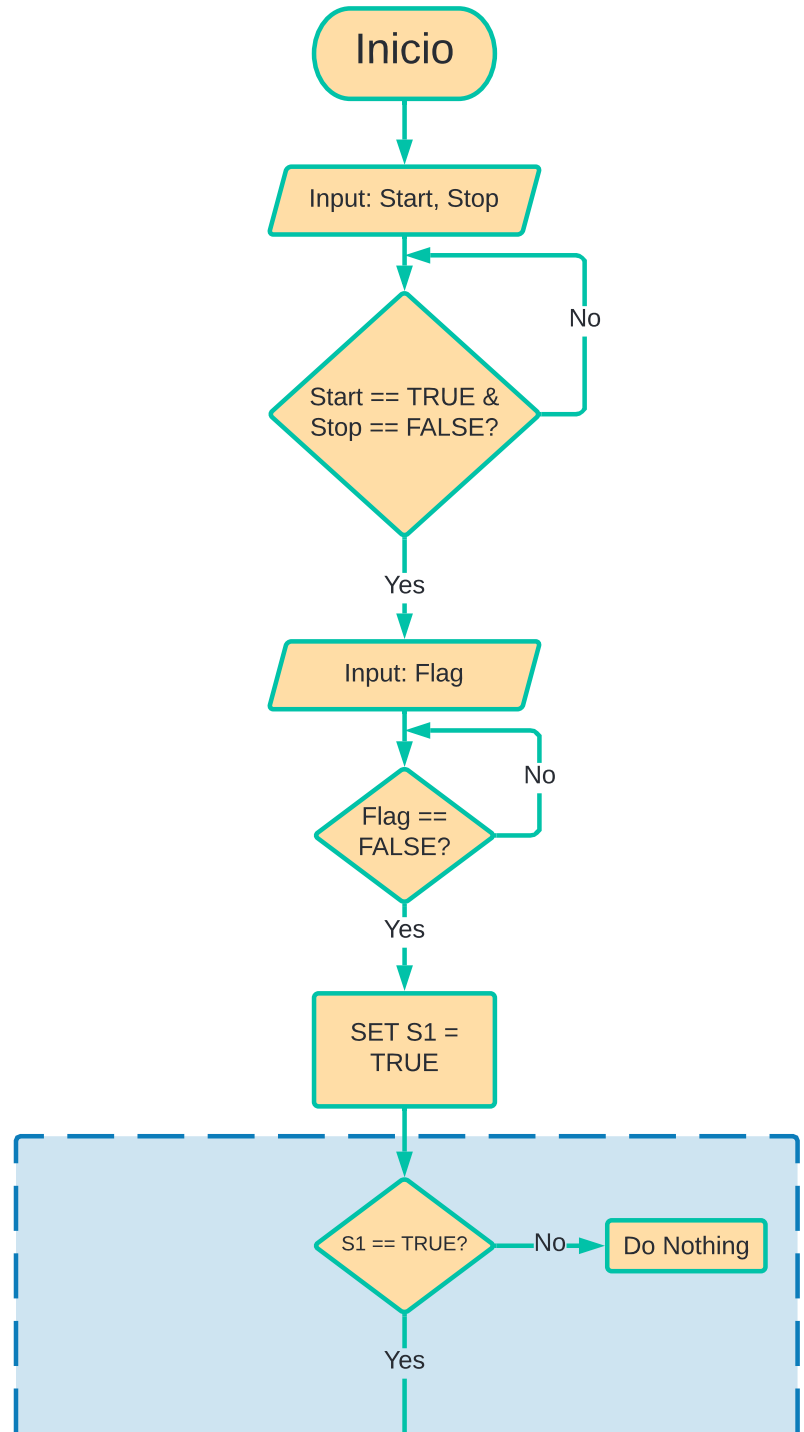 Inicio
Input: Start, Stop
No
Start == TRUE &
Stop == FALSE?
Yes
Input: Flag
No
Flag ==
FALSE?
Yes
SET S1 =
TRUE
S1 == TRUE?
No
Do Nothing
Yes